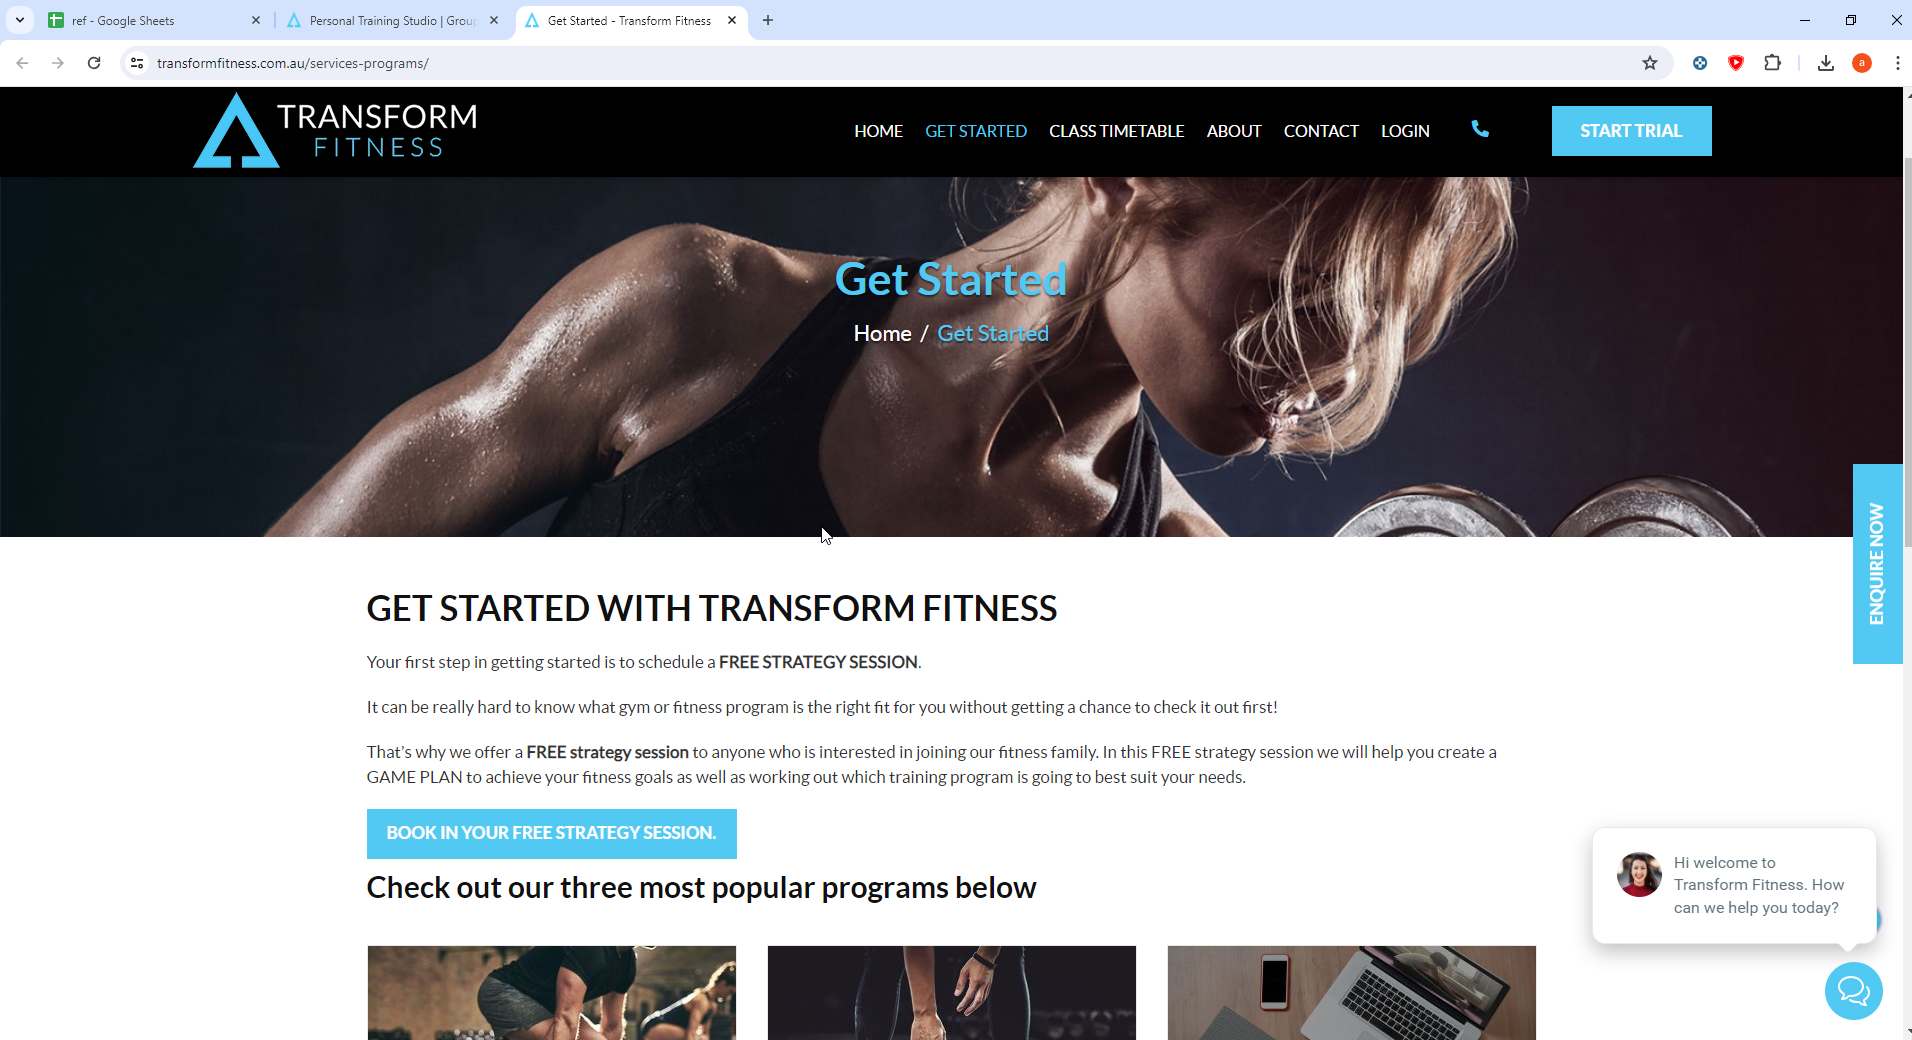 ref - Google Sheets
Personal Training Studio | Grou
Get Started - Transform Fitness
transformfitness.com.au/services-programs/
a
TRANSFORM
FITNESS
HOME
GET STARTED
CLASS TIMETABLE
ABOUT
CONTACT
LOGIN
START TRIAL
Get Started
Home / Get Started
ENQUIRE NOW
GET STARTED WITH TRANSFORM FITNESS
Your first step in getting started is to schedule a FREE STRATEGY SESSION.
It can be really hard to know what gym or fitness program is the right fit for you without getting a chance to check it out first!
That’s why we offer a FREE strategy session to anyone who is interested in joining our fitness family. In this FREE strategy session we will help you create a
GAME PLAN to achieve your fitness goals as well as working out which training program is going to best suit your needs.
BOOK IN YOUR FREE STRATEGY SESSION.
Check out our three most popular programs below
Hi welcome to
Transform Fitness. How
can we help you today?